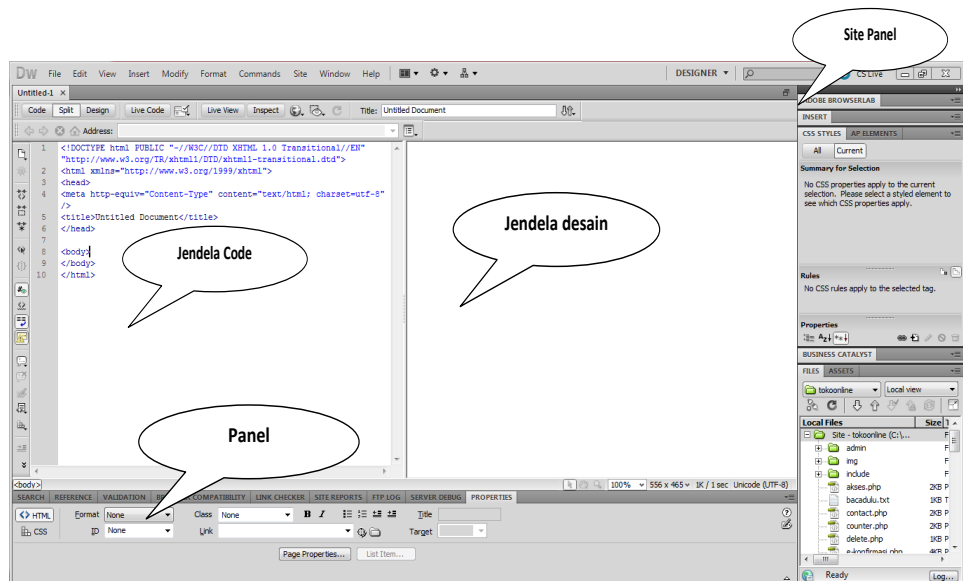 Site Panel
DW File Edit View Insert Modify Format Commands Site Window Help DESIGNER CS Live
Untitled-1 ×
Code Split Design Live Code Live View Inspect Title: Untitled Document
ADOBE BROWSERLAB
Address:
INSERT
CSS STYLES AP ELEMENTS
All Current
Summary for Selection
No CSS properties apply to the current
selection. Please select a styled element to
see which CSS properties apply.
Rules
No CSS rules apply to the selected tag.
Properties
BUSINESS CATALYST
1 <!DOCTYPE html PUBLIC "-//W3C//DTD XHTML 1.0 Transitional//EN"
"http://www.w3.org/TR/xhtml1/DTD/xhtml1-transitional.dtd">
2 <html xmlns="http://www.w3.org/1999/xhtml">
3 <head>
4 <meta http-equiv="Content-Type" content="text/html; charset=utf-8"
/>
5 <title>Untitled Document</title>
6 </head>
7
8 <body>
9 </body>
10 </html>
Jendela Code
Jendela desain
Panel
FILES ASSETS
tokoonline Local view
Local Files Size T
Site - tokoonline (C:\... F
admin F
img F
include F
akses.php 2KB P
bacadulu.txt 1KB T
contact.php 2KB P
counter.php 2KB P
delete.php 1KB P
e-konfirmasi.php 4KB P
Ready Log...
<body> 100% 556 x 465 1K / 1 sec Unicode (UTF-8)
SEARCH REFERENCE VALIDATION COMPATIBILITY LINK CHECKER SITE REPORTS FTP LOG SERVER DEBUG PROPERTIES
<> HTML Format None Class None B I Title
CSS ID None Link Target
Page Properties... List Item...